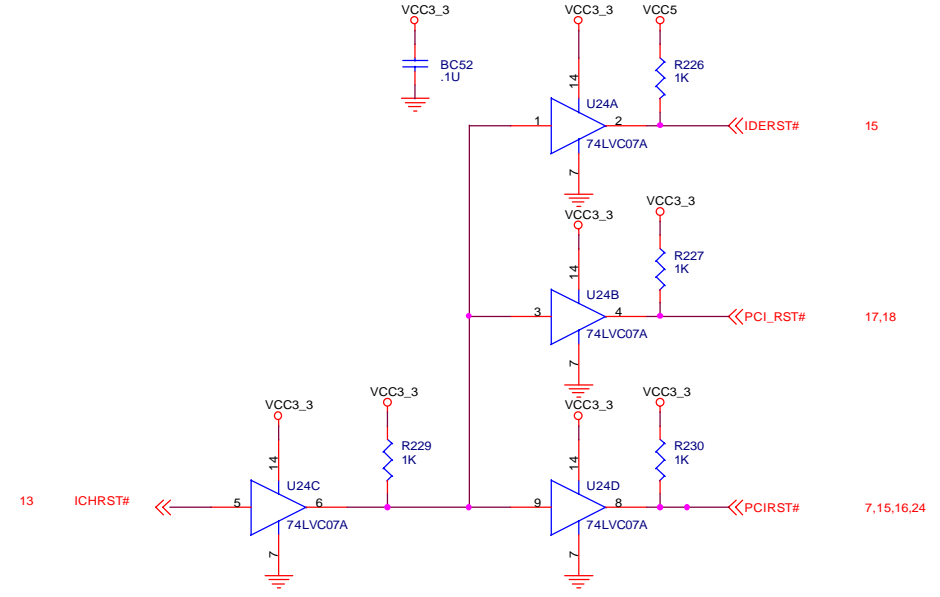 VCC3_3
VCC3_3
VCC5
BC52
.1U
14
U24A
1
2
74LVC07A
7
R226
1K
IDERST#
15
VCC3_3
VCC3_3
14
U24B
3
4
74LVC07A
7
R227
1K
PCI_RST#
17,18
VCC3_3
VCC3_3
VCC3_3
VCC3_3
13
ICHRST#
14
U24C
5
6
74LVC07A
7
R229
1K
14
U24D
9
8
74LVC07A
7
R230
1K
PCIRST#
7,15,16,24